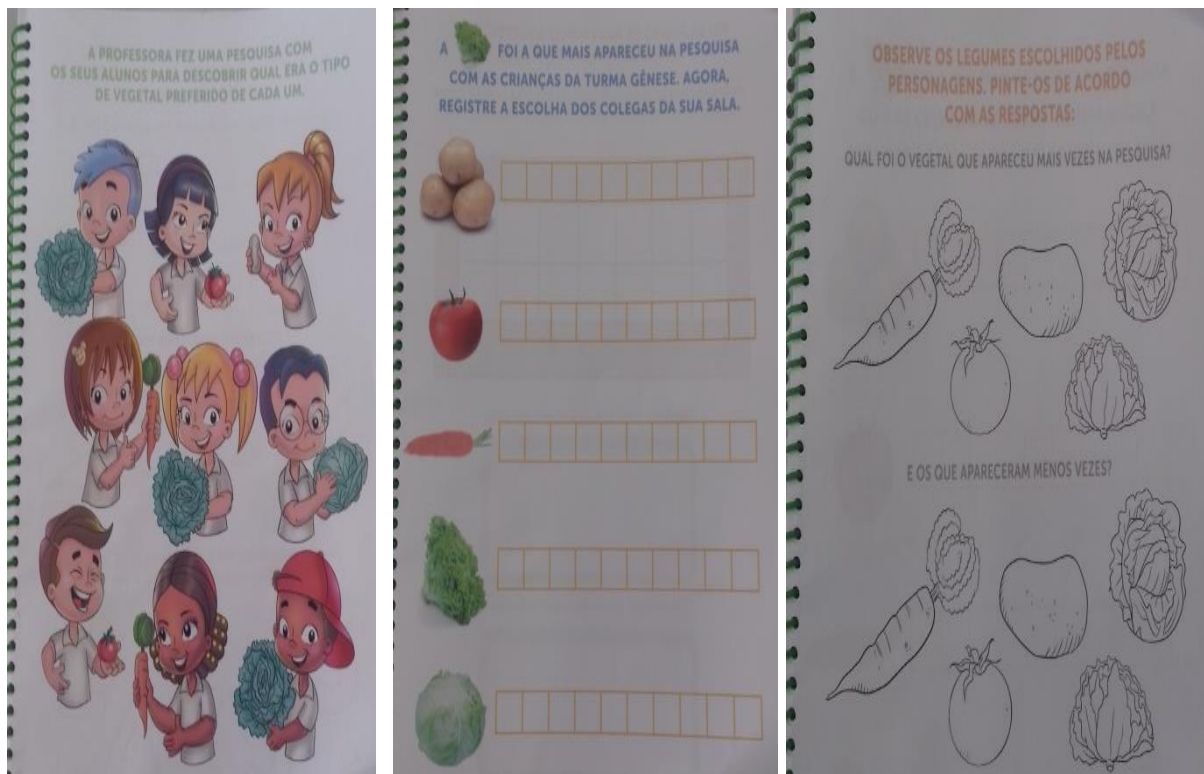 A PROFESSORA FEZ UMA PESQUISA COM
OS SEUS ALUNOS PARA DESCOBRIR QUAL ERA O TIPO
DE VEGETAL PREFERIDO DE CADA UM.
A FOI A QUE MAIS APARECEU NA PESQUISA
COM AS CRIANÇAS DA TURMA GÊNESE. AGORA,
REGISTRE A ESCOLHA DOS COLEGAS DA SUA SALA.
OBSERVE OS LEGUMES ESCOLHIDOS PELOS
PERSONAGENS. PINTE-OS DE ACORDO
COM AS RESPOSTAS:
QUAL FOI O VEGETAL QUE APARECEU MAIS VEZES NA PESQUISA?
E OS QUE APARECERAM MENOS VEZES?